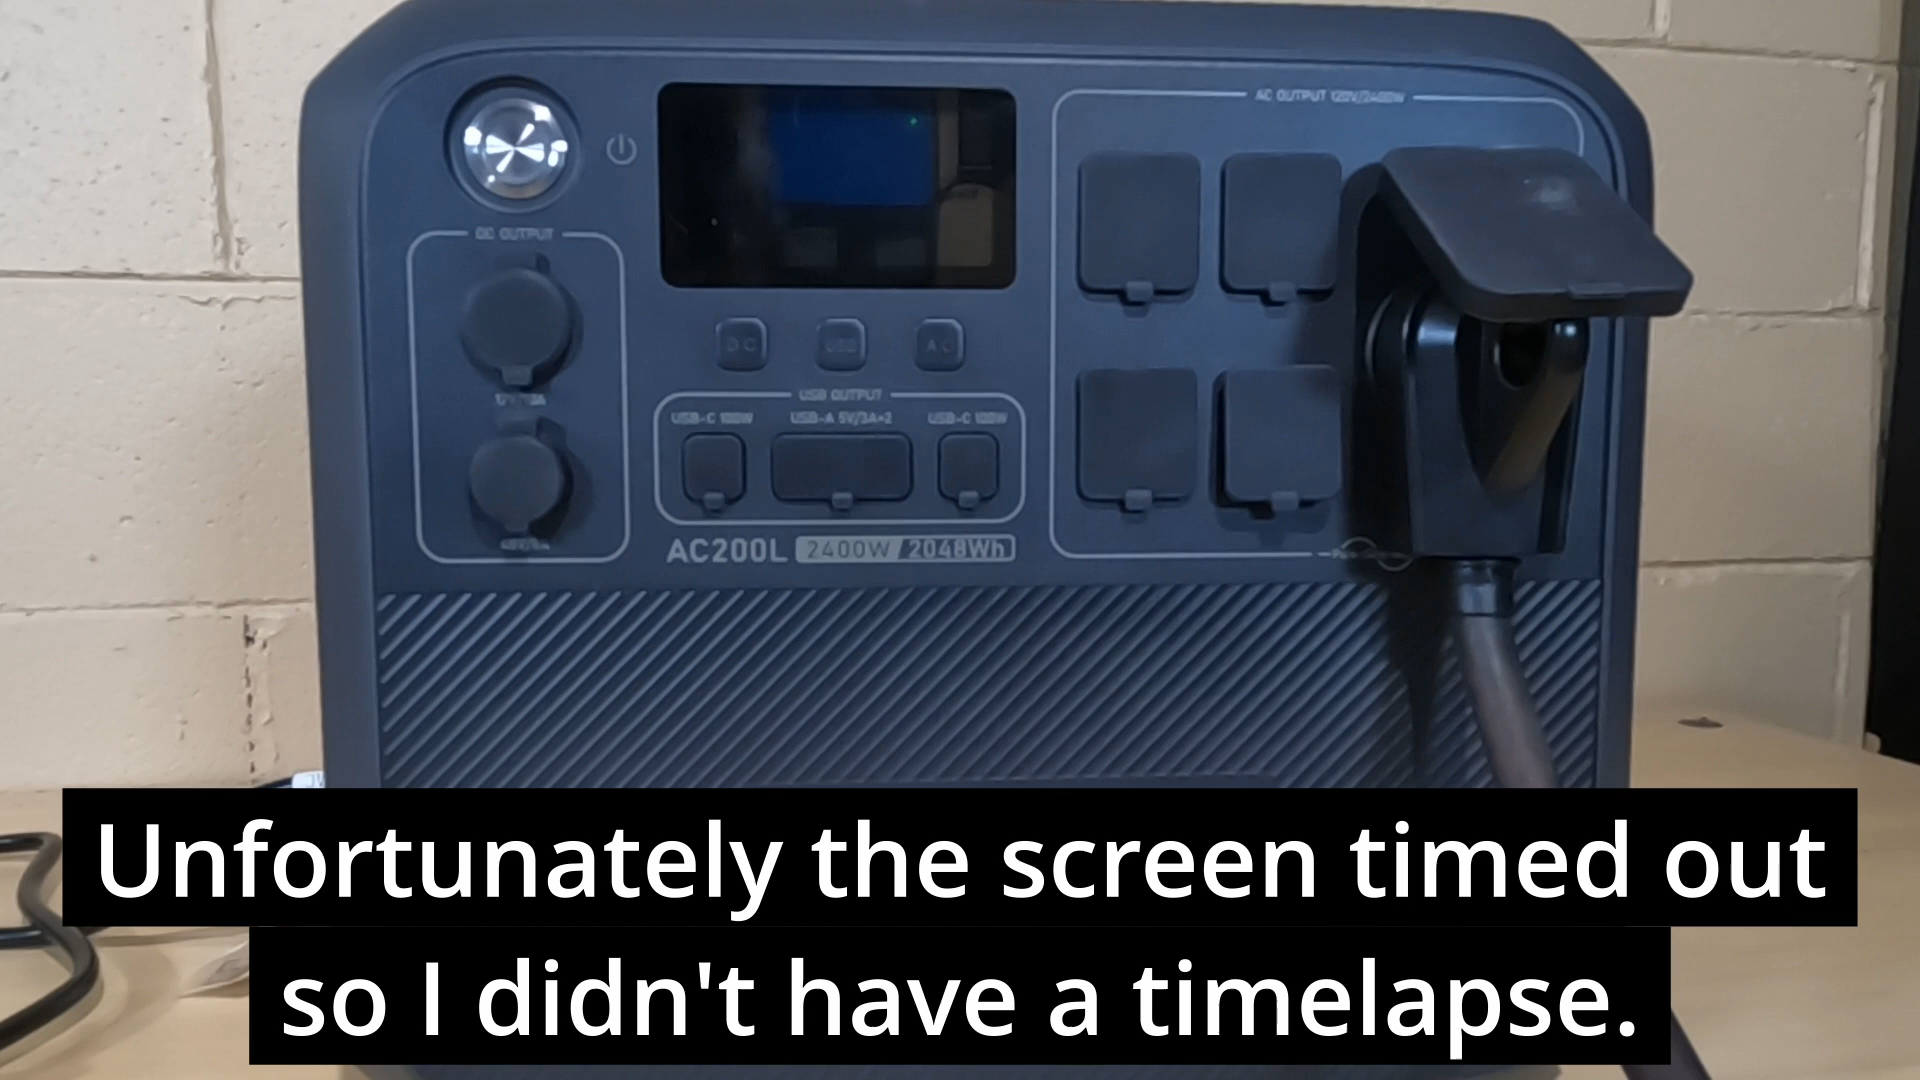 AC OUTPUT 120V/2400W
DC OUTPUT
DC
USB
AC
USB OUTPUT
USB-C 100W
USB-A 5V/3A×2
USB-C 100W
AC200L 2400W / 2048Wh
Unfortunately the screen timed out
so I didn't have a timelapse.